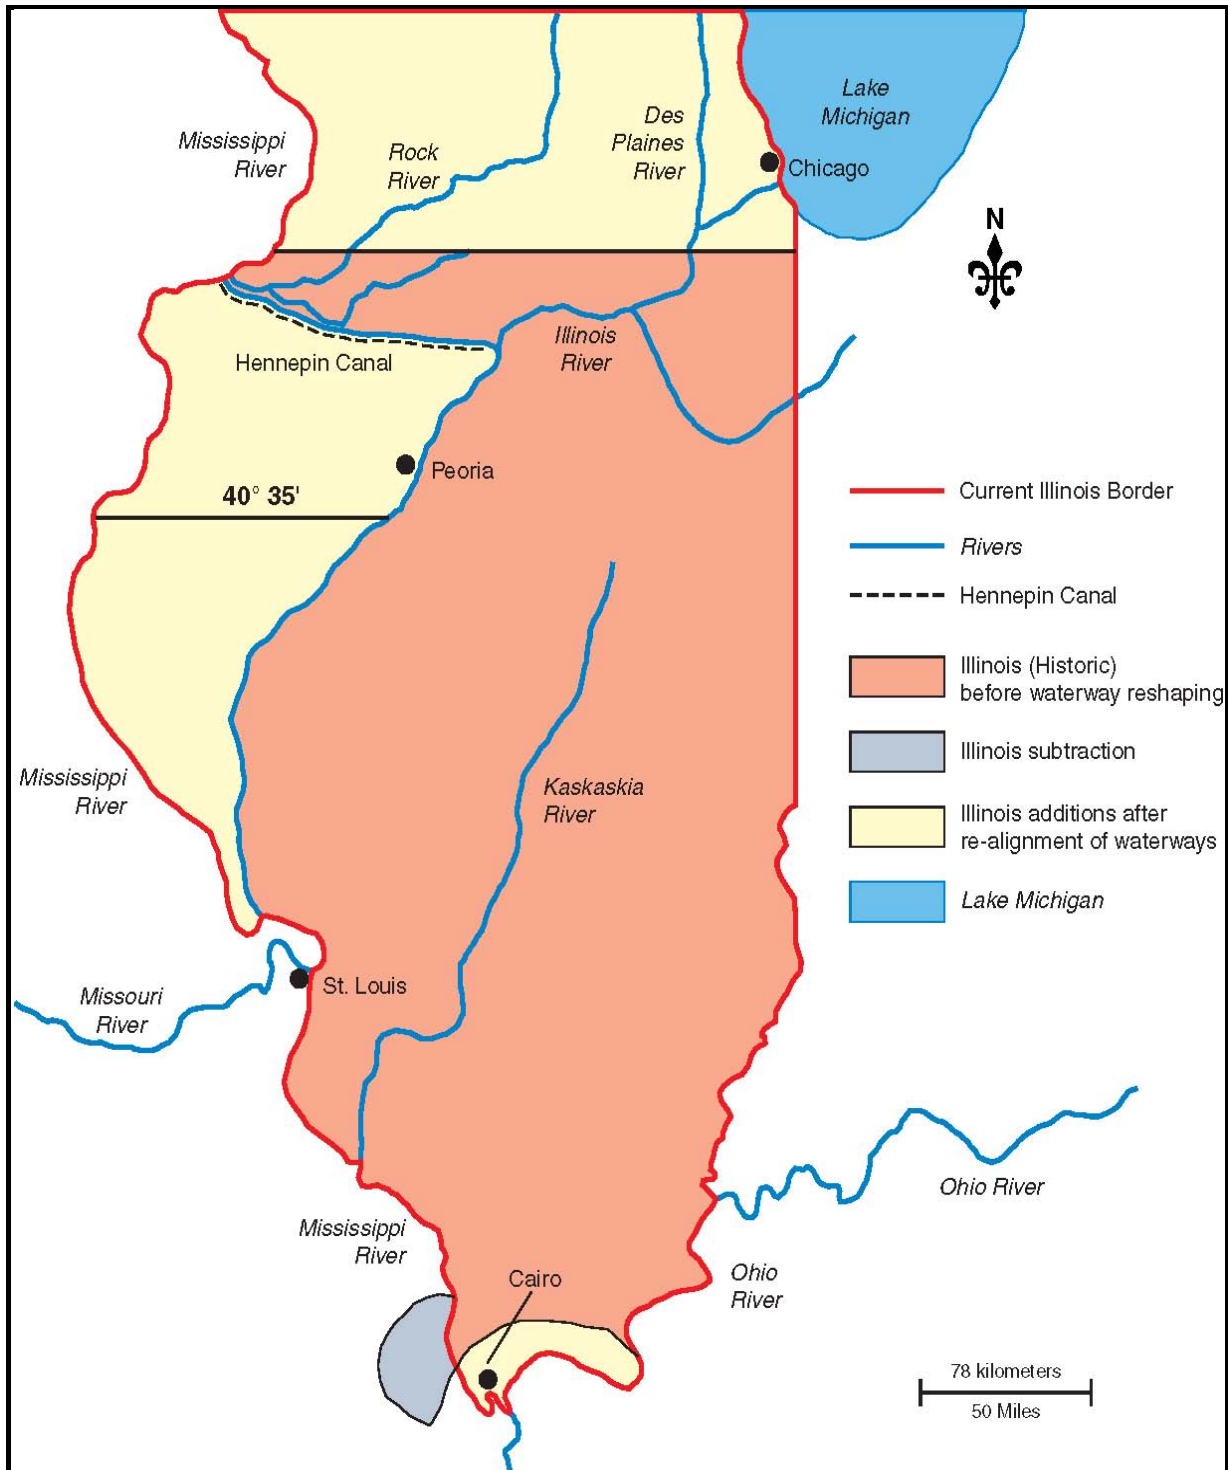 Lake
Michigan
Des
Plaines
River
Mississippi
River
Rock
River
Chicago
N
Illinois
River
Hennepin Canal
Peoria
40° 35'
Current Illinois Border
Rivers
Hennepin Canal
Illinois (Historic)
before waterway reshaping
Illinois subtraction
Illinois additions after
re-alignment of waterways
Lake Michigan
Mississippi
River
Kaskaskia
River
St. Louis
Missouri
River
Ohio River
Mississippi
River
Cairo
Ohio
River
78 kilometers
50 Miles